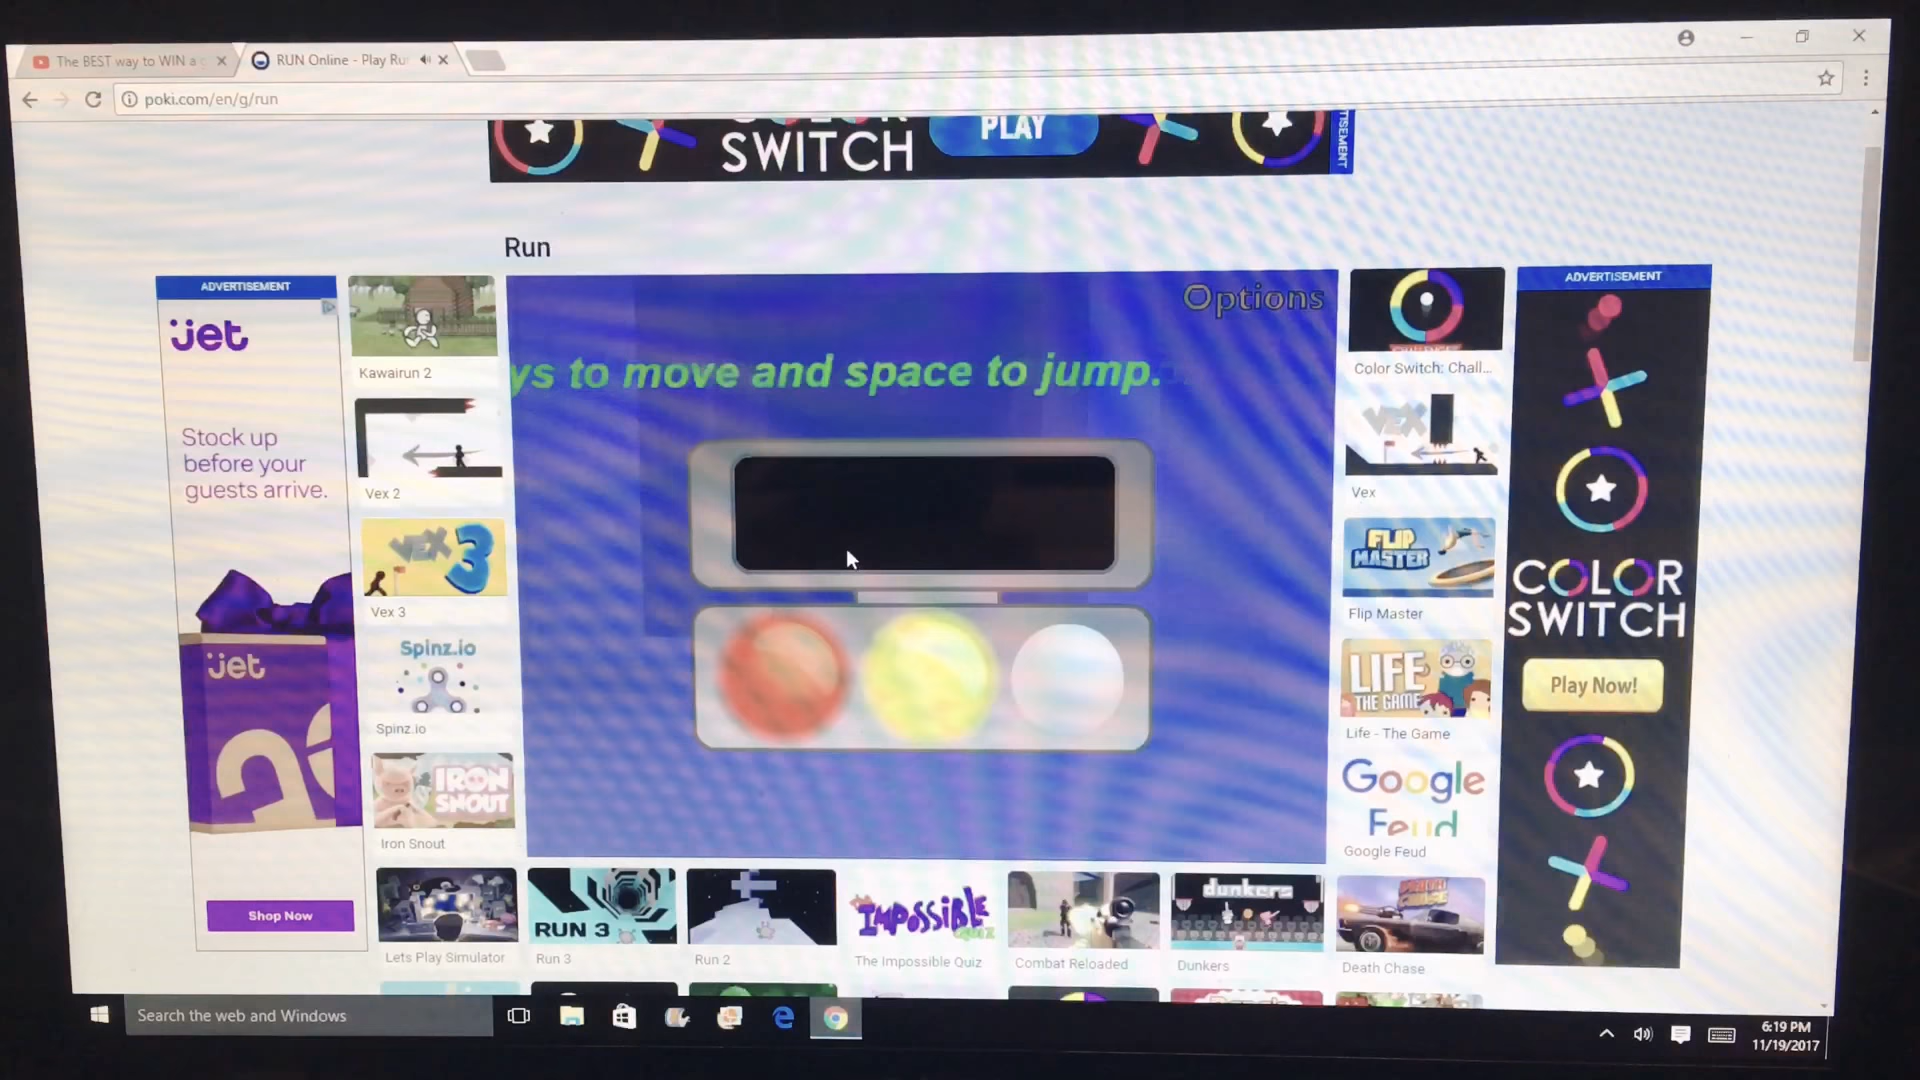 The BEST way to WIN a
RUN Online - Play Ru
poki.com/en/g/run
SWITCH
PLAY
Run
ADVERTISEMENT
jet
Stock up
before your
guests arrive.
jet
Shop Now
Kawairun 2
Vex 2
VEX 3
Vex 3
Spinz.io
Spinz.io
IRON
SNOUT
Iron Snout
Options
ys to move and space to jump.
Color Switch: Chall...
VEX
Vex
FLIP
MASTER
Flip Master
LIFE
THE GAME
Life - The Game
Google
Feud
Google Feud
ADVERTISEMENT
COLOR
SWITCH
Play Now!
Lets Play Simulator
RUN 3
Run 3
Run 2
IMPOSSIBLE
QUIZ
The Impossible Quiz
Combat Reloaded
dunkers
Dunkers
Death Chase
Search the web and Windows
6:19 PM
11/19/2017